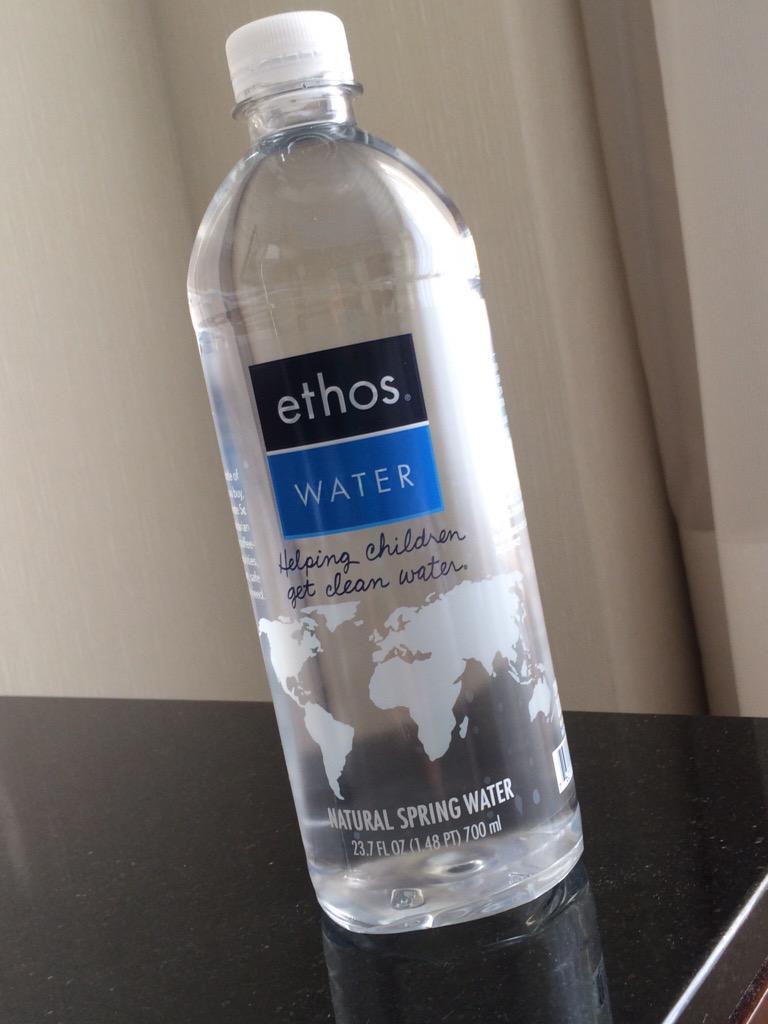 ethos®
WATER
Helping children
get clean water.
NATURAL SPRING WATER
23.7 FL OZ (1.48 PT) 700 ml